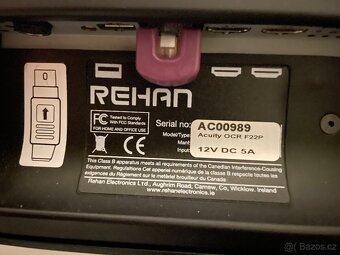 REHAN
FC Tested to Comply
With FCC Standards
FOR HOME OR OFFICE USE
Serial no:
AC00989
Model/Type:
Acuity OCR F22P
Input:
12V DC 5A
This Class B apparatus meets all requirements of the Canadian Interference-Causing
Equipment Regulations Cet appareil numérique de la classe B respecte toutes les
exigences du Règlement sur le matériel brouilleur du Canada
Rehan Electronics Ltd., Aughrim Road, Carnew, Co, Wicklow. Ireland.
www.rehanelectronics.ie
Bazoš.cz